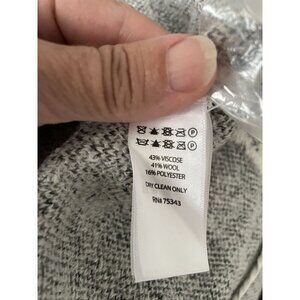 43% VISCOSE
41% WOOL
16% POLYESTER
DRY CLEAN ONLY
RN# 75343